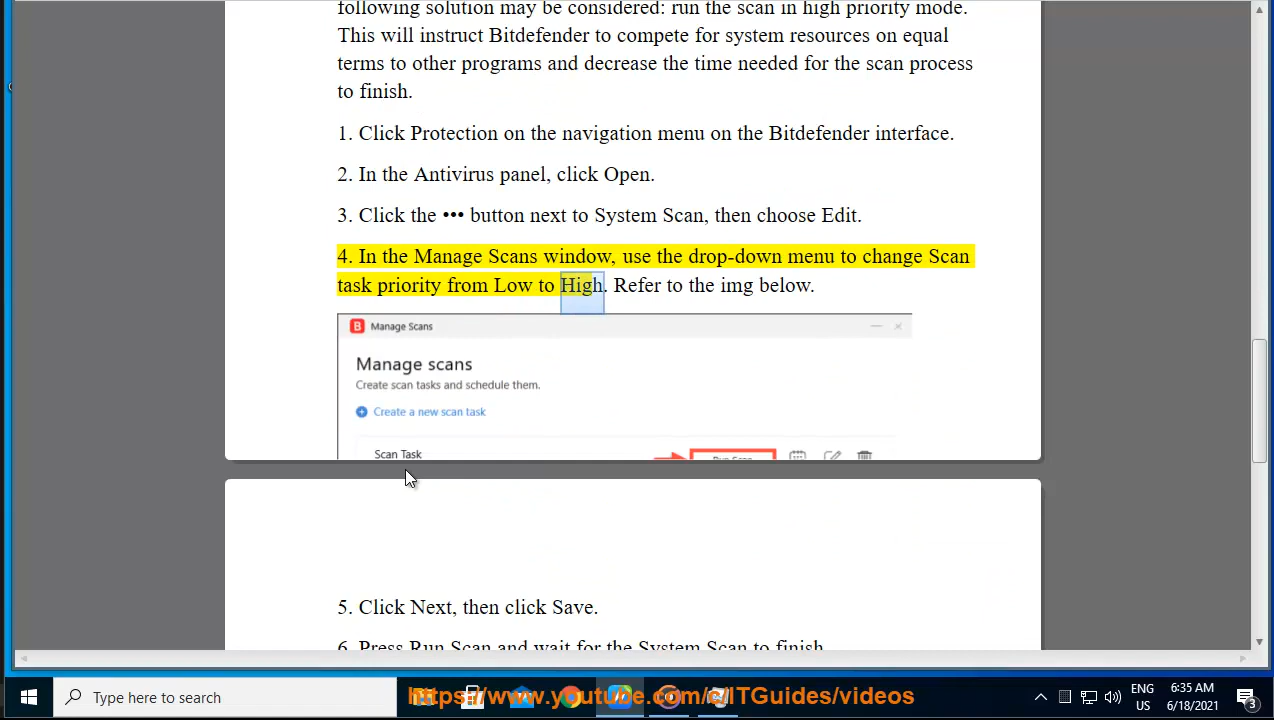 following solution may be considered: run the scan in high priority mode.
This will instruct Bitdefender to compete for system resources on equal
terms to other programs and decrease the time needed for the scan process
to finish.
1. Click Protection on the navigation menu on the Bitdefender interface.
2. In the Antivirus panel, click Open.
3. Click the ••• button next to System Scan, then choose Edit.
4. In the Manage Scans window, use the drop-down menu to change Scan
task priority from Low to High. Refer to the img below.
B Manage Scans
Manage scans
Create scan tasks and schedule them.
Create a new scan task
Scan Task
Run Scan
5. Click Next, then click Save.
6. Press Run Scan and wait for the System Scan to finish
Type here to search
https://www.youtube.com/c/ITGuides/videos
ENG
US
6:35 AM
6/18/2021
3